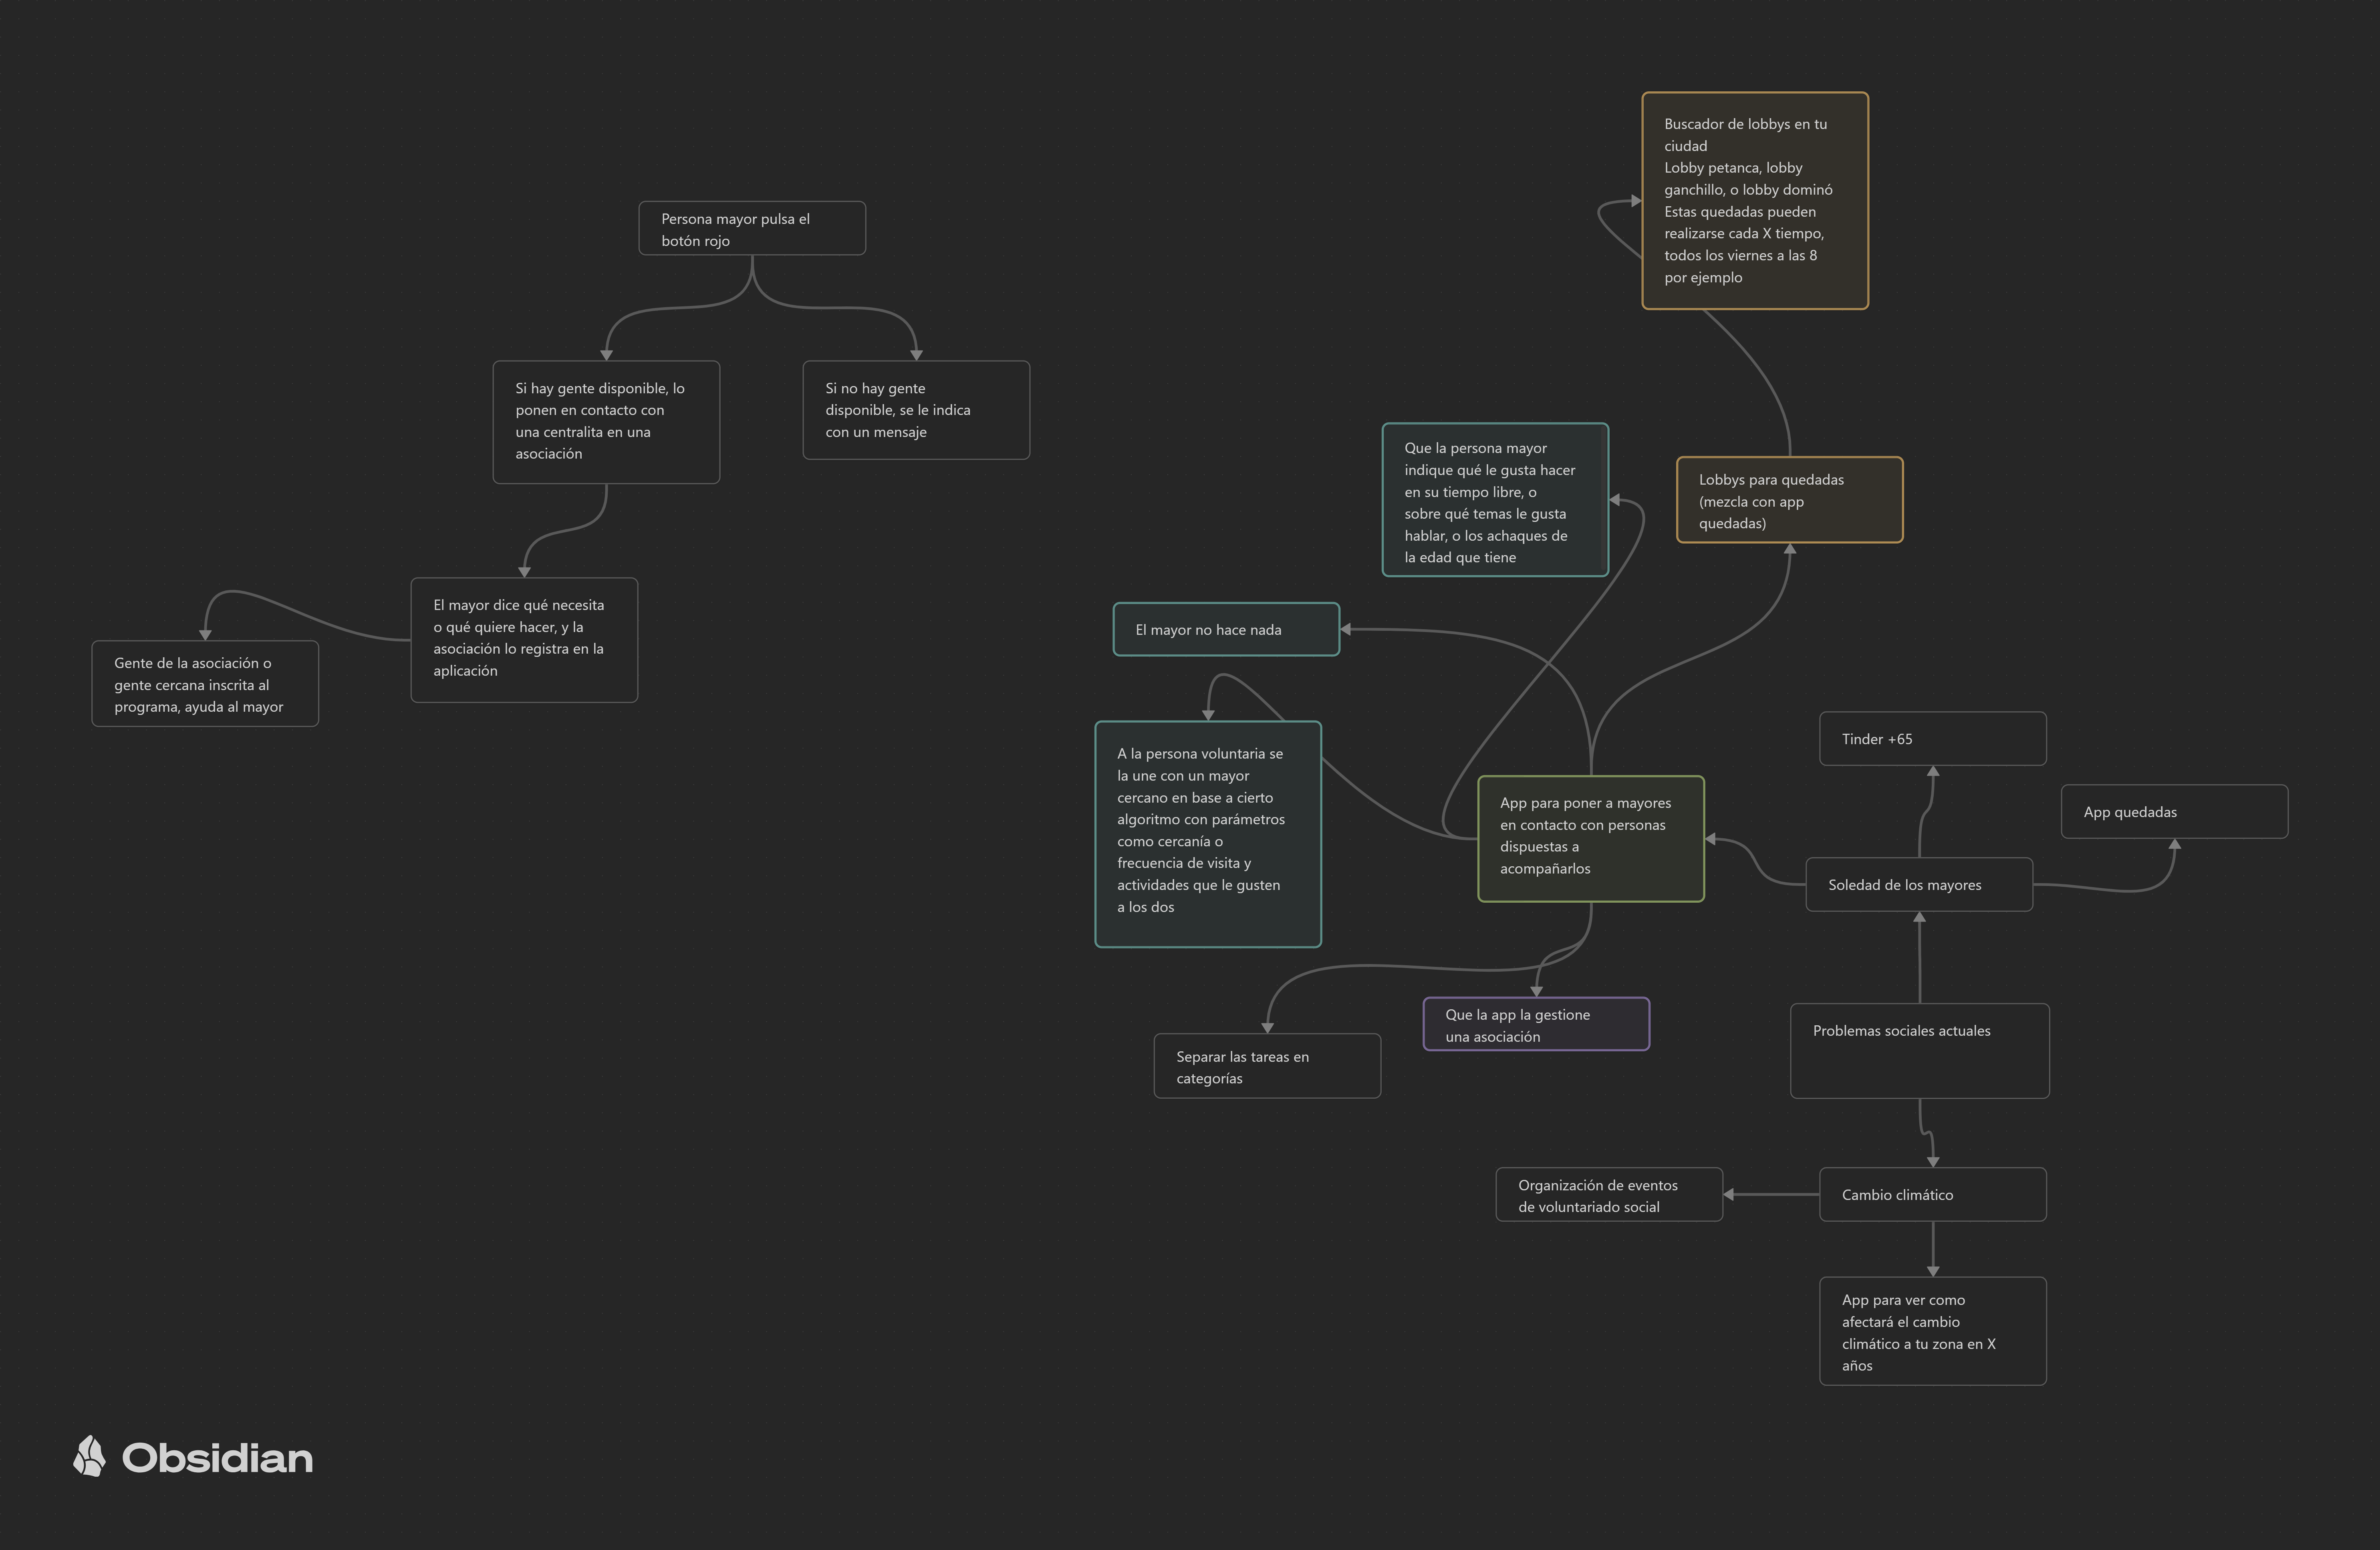 Buscador de lobbys en tu
ciudad
Lobby petanca, lobby
ganchillo, o lobby dominó
Estas quedadas pueden
realizarse cada X tiempo,
todos los viernes a las 8
por ejemplo
Persona mayor pulsa el
botón rojo
Si hay gente disponible, lo
ponen en contacto con
una centralita en una
asociación
Si no hay gente
disponible, se le indica
con un mensaje
Que la persona mayor
indique qué le gusta hacer
en su tiempo libre, o
sobre qué temas le gusta
hablar, o los achaques de
la edad que tiene
Lobbys para quedadas
(mezcla con app
quedadas)
El mayor dice qué necesita
o qué quiere hacer, y la
asociación lo registra en la
aplicación
El mayor no hace nada
Gente de la asociación o
gente cercana inscrita al
programa, ayuda al mayor
A la persona voluntaria se
la une con un mayor
cercano en base a cierto
algoritmo con parámetros
como cercanía o
frecuencia de visita y
actividades que le gusten
a los dos
Tinder +65
App para poner a mayores
en contacto con personas
dispuestas a
acompañarlos
App quedadas
Soledad de los mayores
Que la app la gestione
una asociación
Problemas sociales actuales
Separar las tareas en
categorías
Organización de eventos
de voluntariado social
Cambio climático
App para ver como
afectará el cambio
climático a tu zona en X
años
Obsidian